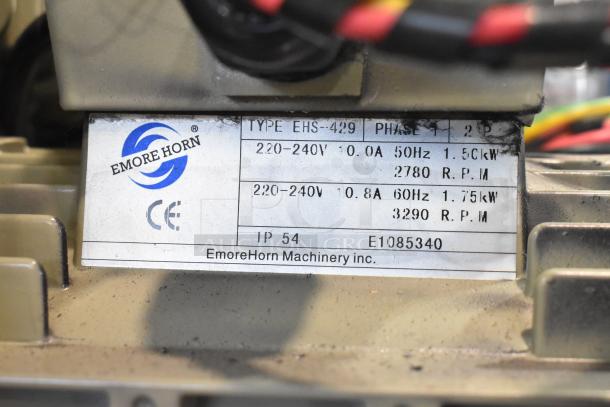 EMORE HORN ®
CE
TYPE EHS-429 PHASE 1 2 P
220-240V 10.0A 50Hz 1.50kW
2780 R.P.M
220-240V 10.8A 60Hz 1.75kW
3290 R.P.M
IP 54 E1085340
EmoreHorn Machinery inc.